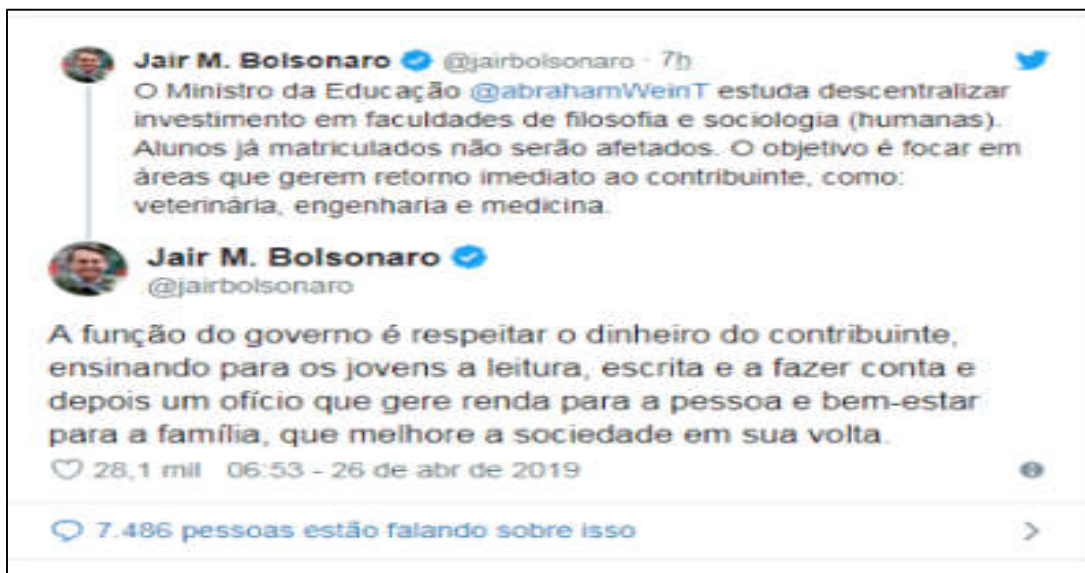 Jair M. Bolsonaro @jairbolsonaro · 7h
O Ministro da Educação @abrahamWeinT estuda descentralizar
investimento em faculdades de filosofia e sociologia (humanas).
Alunos já matriculados não serão afetados. O objetivo é focar em
áreas que gerem retorno imediato ao contribuinte, como:
veterinária, engenharia e medicina.
Jair M. Bolsonaro
@jairbolsonaro
A função do governo é respeitar o dinheiro do contribuinte,
ensinando para os jovens a leitura, escrita e a fazer conta e
depois um ofício que gere renda para a pessoa e bem-estar
para a família, que melhore a sociedade em sua volta.
28,1 mil 06:53 - 26 de abr de 2019
7.486 pessoas estão falando sobre isso